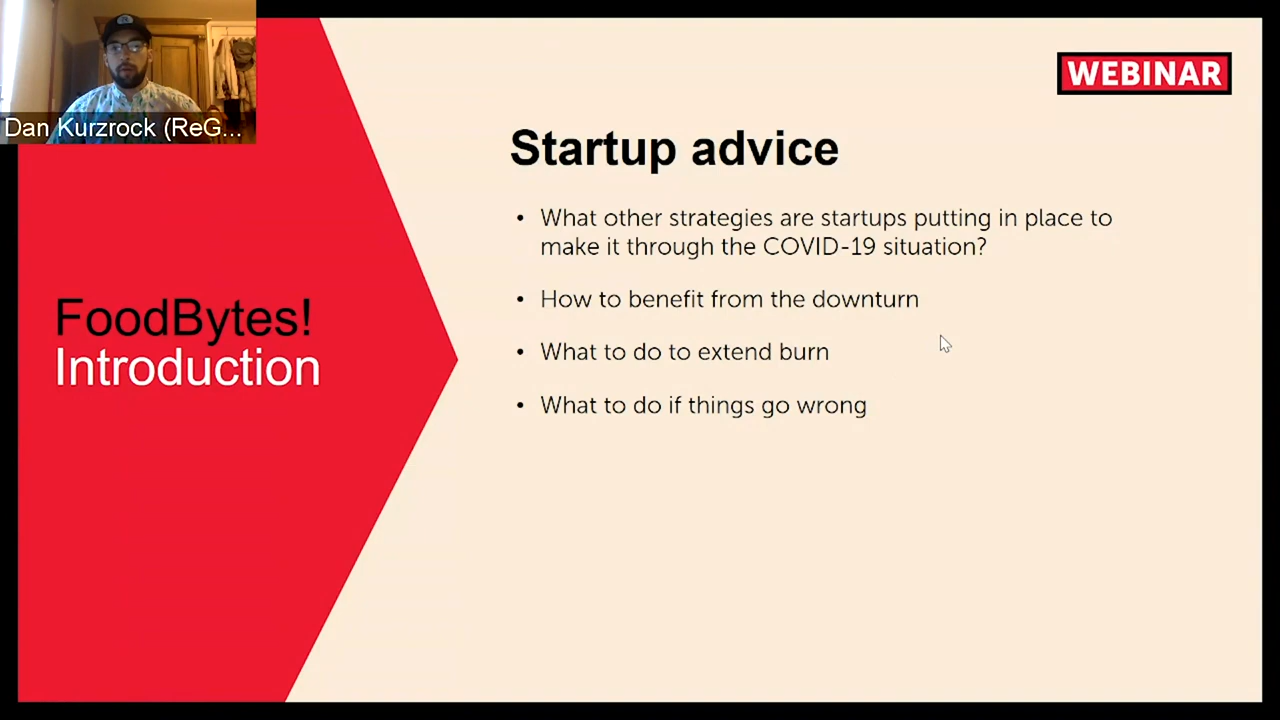 Dan Kurzrock (ReG...
WEBINAR
Startup advice
• What other strategies are startups putting in place to
make it through the COVID-19 situation?
• How to benefit from the downturn
• What to do to extend burn
• What to do if things go wrong
FoodBytes!
Introduction